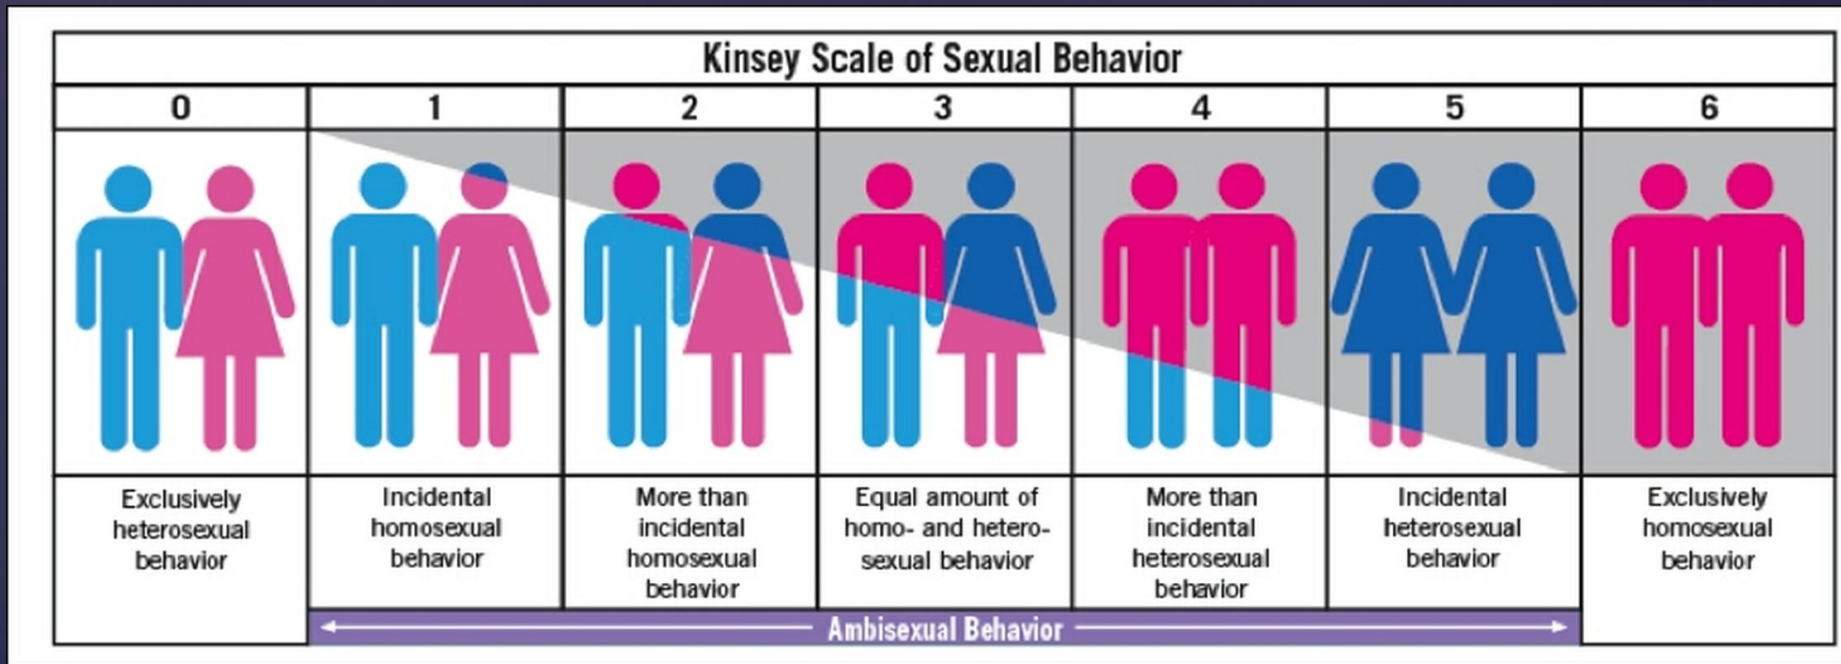 Kinsey Scale of Sexual Behavior
0
1
2
3
4
5
6
Exclusively
heterosexual
behavior
Incidental
homosexual
behavior
More than
incidental
homosexual
behavior
Equal amount of
homo- and hetero-
sexual behavior
More than
incidental
heterosexual
behavior
Incidental
heterosexual
behavior
Exclusively
homosexual
behavior
Ambisexual Behavior